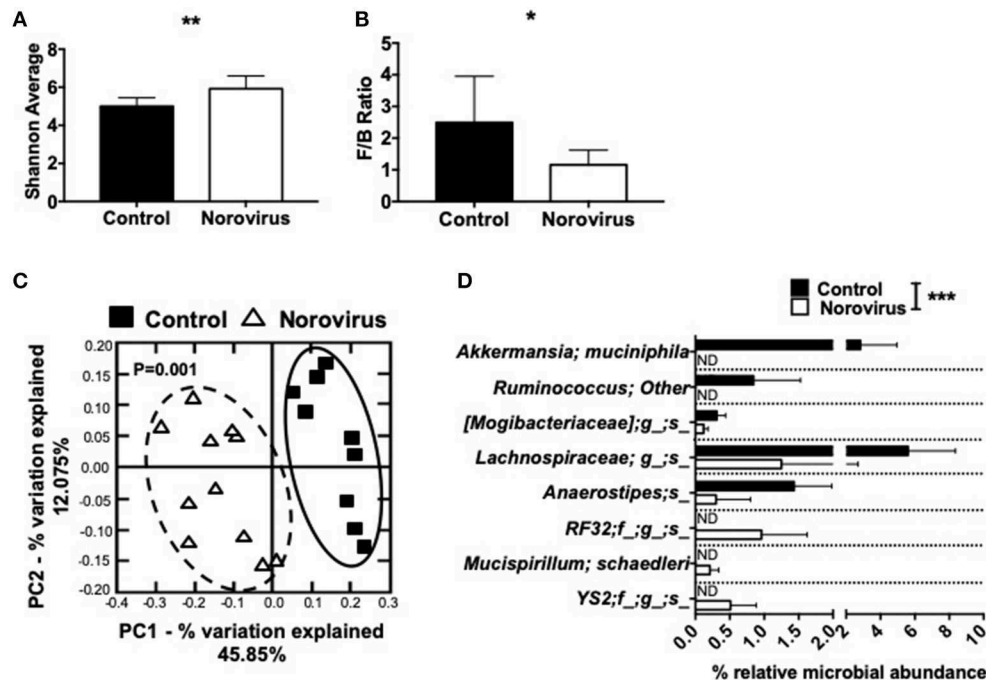 A
**
Shannon Average
8
6
4
2
0
Control Norovirus
B
*
F/B Ratio
5
4
3
2
1
0
Control Norovirus
C
Control Norovirus
P=0.001
PC2 - % variation explained
12.075%
0.20
0.15
0.10
0.05
0.00
-0.05
-0.10
-0.15
-0.20
-0.4 -0.3 -0.2 -0.1 0.0 0.1 0.2 0.3
PC1 - % variation explained
45.85%
D
Control
Norovirus
***
Akkermansia; muciniphila
ND
Ruminococcus; Other
ND
[Mogibacteriaceae];g_;s_
Lachnospiraceae; g_;s_
Anaerostipes;s_
RF32;f_;g_;s_
ND
Mucispirillum; schaedleri
ND
YS2;f_;g_;s_
ND
0.0 0.5 1.0 1.5 2.0 2 4 6 8 10
% relative microbial abundance